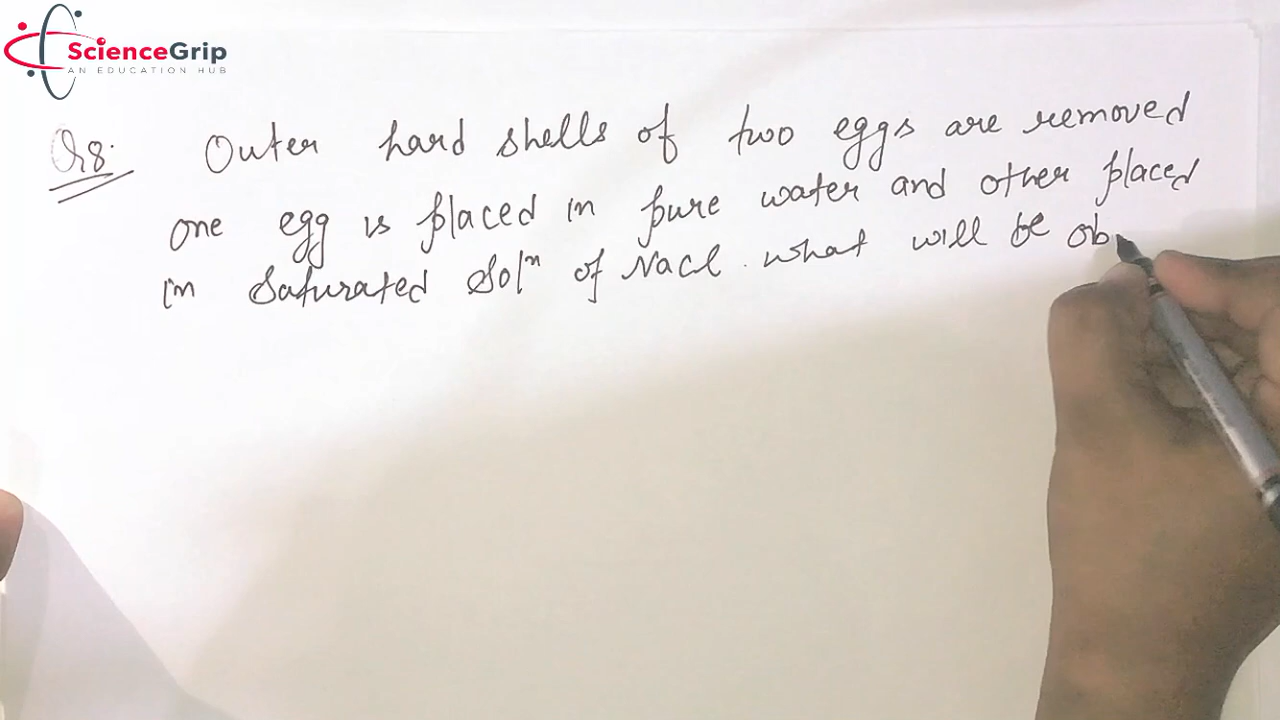 ScienceGrip
AN EDUCATION HUB
Q8. Outer hard shells of two eggs are removed
one egg is placed in pure water and other placed
in Saturated Solⁿ of NaCl. what will be ob